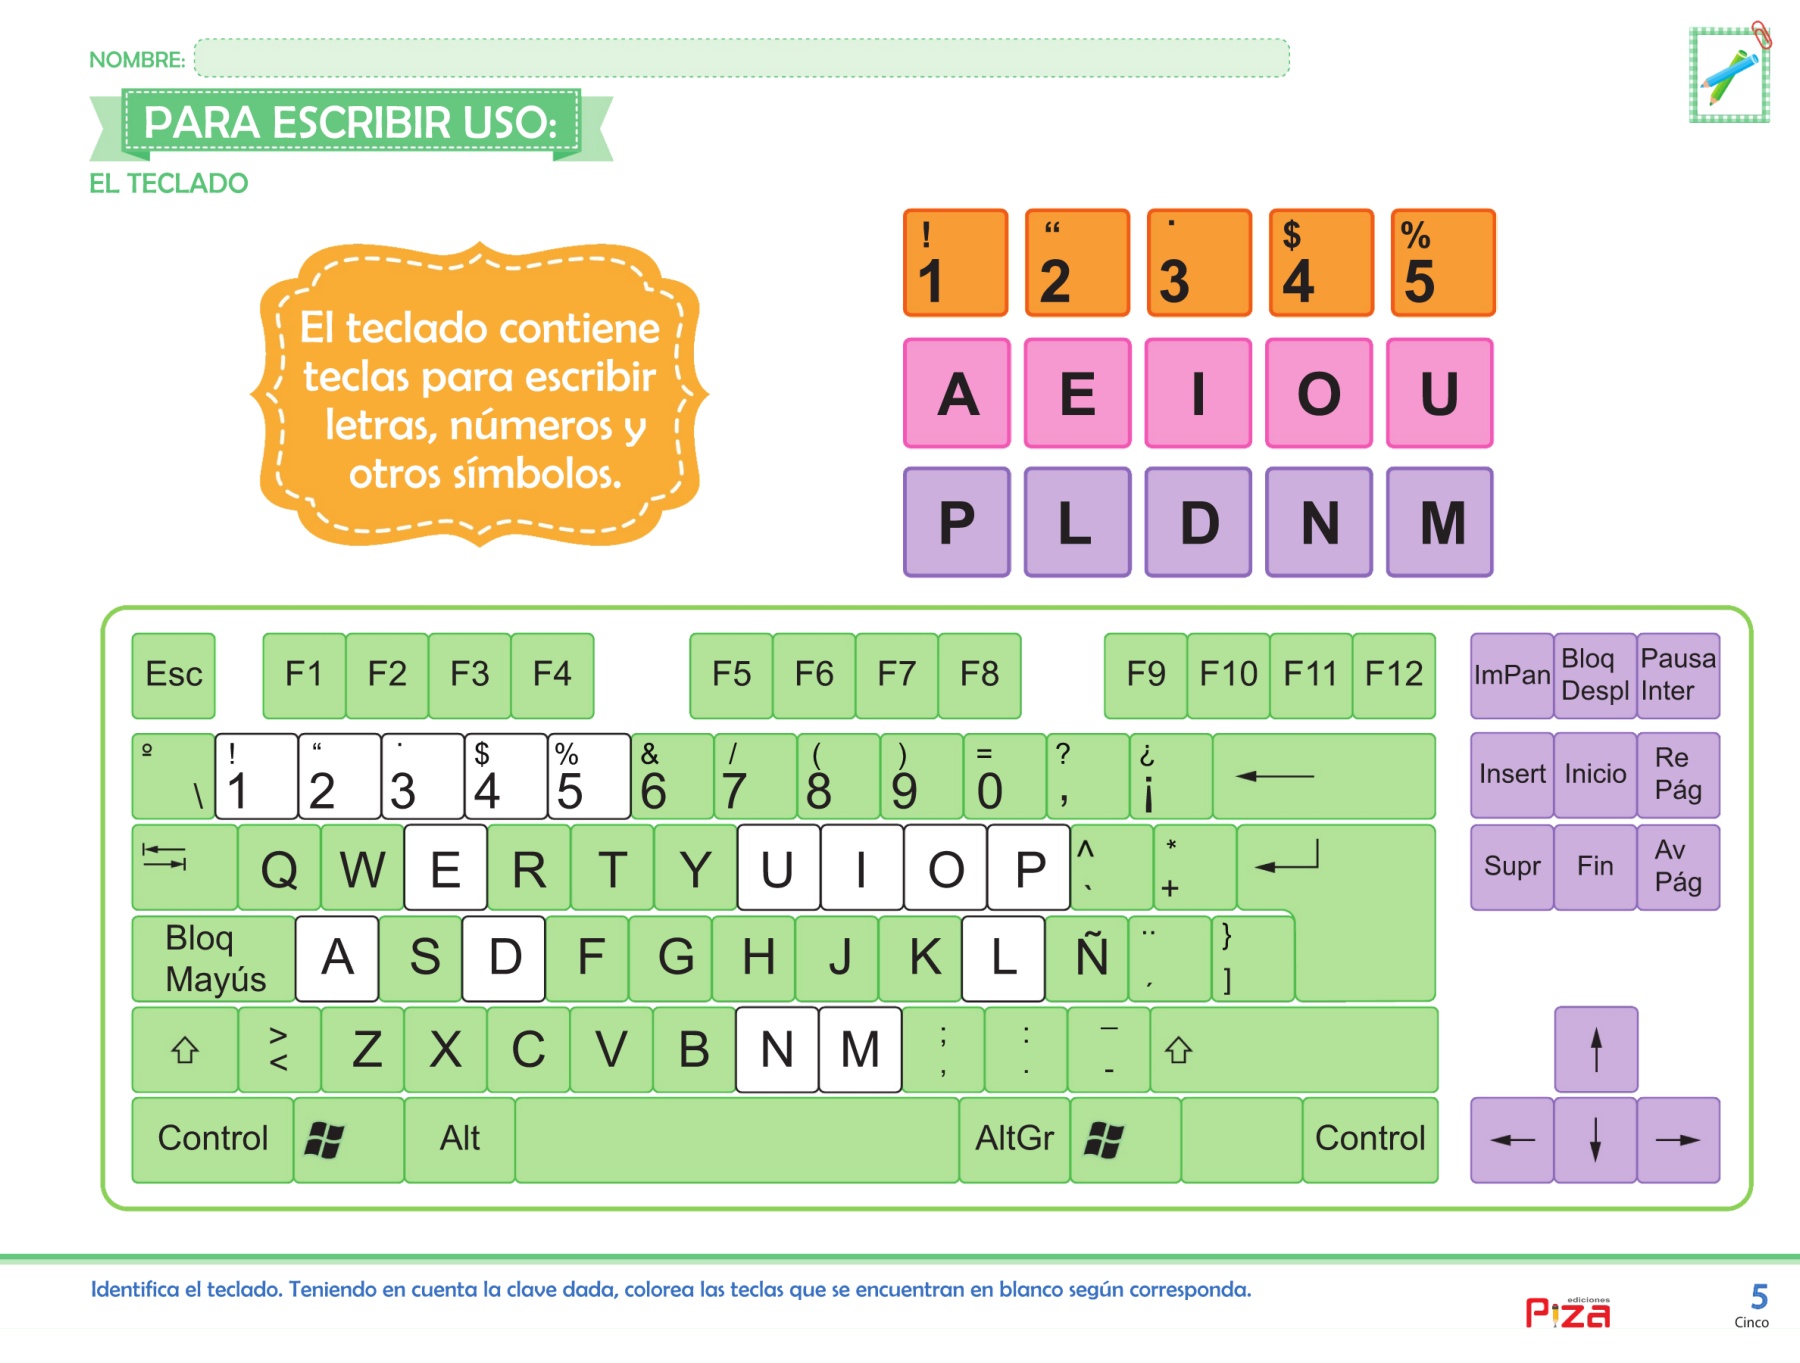 NOMBRE:
PARA ESCRIBIR USO:
EL TECLADO
El teclado contiene
teclas para escribir
letras, números y
otros símbolos.
! “ · $ %
1 2 3 4 5
A E I O U
P L D N M
Esc F1 F2 F3 F4 F5 F6 F7 F8 F9 F10 F11 F12 ImPan Bloq Despl Pausa Inter
º ! “ · $ % & / ( ) = ? ¿
\ 1 2 3 4 5 6 7 8 9 0 , ¡ Insert Inicio Re Pág
Q W E R T Y U I O P ^ ` * + Supr Fin Av Pág
Bloq Mayús A S D F G H J K L Ñ ¨ ´ } ]
> < Z X C V B N M ; , : . _ -
Control Alt AltGr Control
Identifica el teclado. Teniendo en cuenta la clave dada, colorea las teclas que se encuentran en blanco según corresponda.
ediciones
Piza
5
Cinco